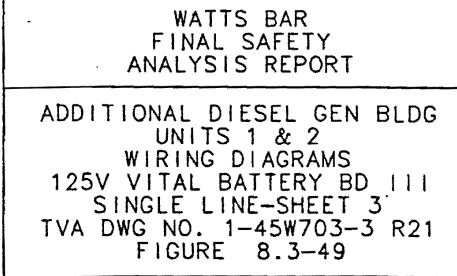 WATTS BAR
FINAL SAFETY
ANALYSIS REPORT
ADDITIONAL DIESEL GEN BLDG
UNITS 1 & 2
WIRING DIAGRAMS
125V VITAL BATTERY BD III
SINGLE LINE-SHEET 3
TVA DWG NO. 1-45W703-3 R21
FIGURE 8.3-49